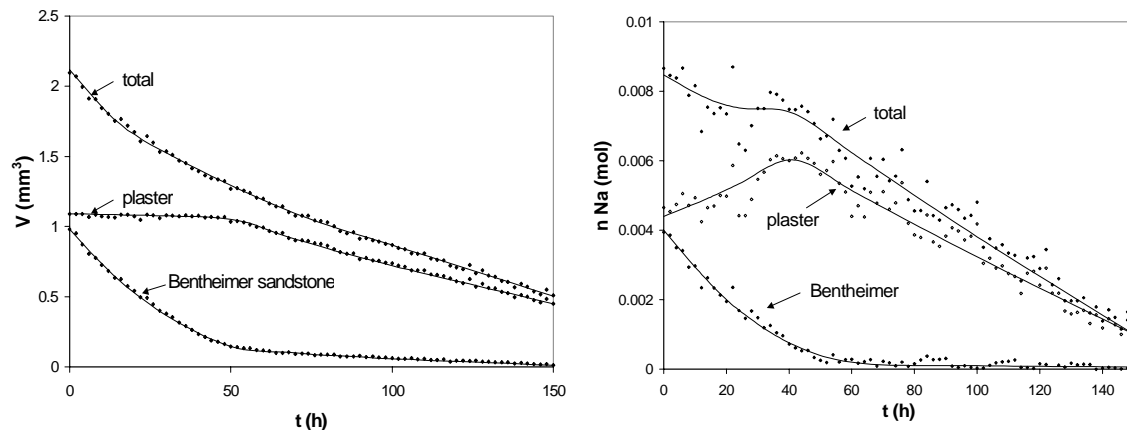 2.5
2
1.5
1
0.5
0
V (mm³)
total
plaster
Bentheimer sandstone
0
50
100
150
t (h)
0.01
0.008
0.006
0.004
0.002
0
n Na (mol)
total
plaster
Bentheimer
0
20
40
60
80
100
120
140
t (h)